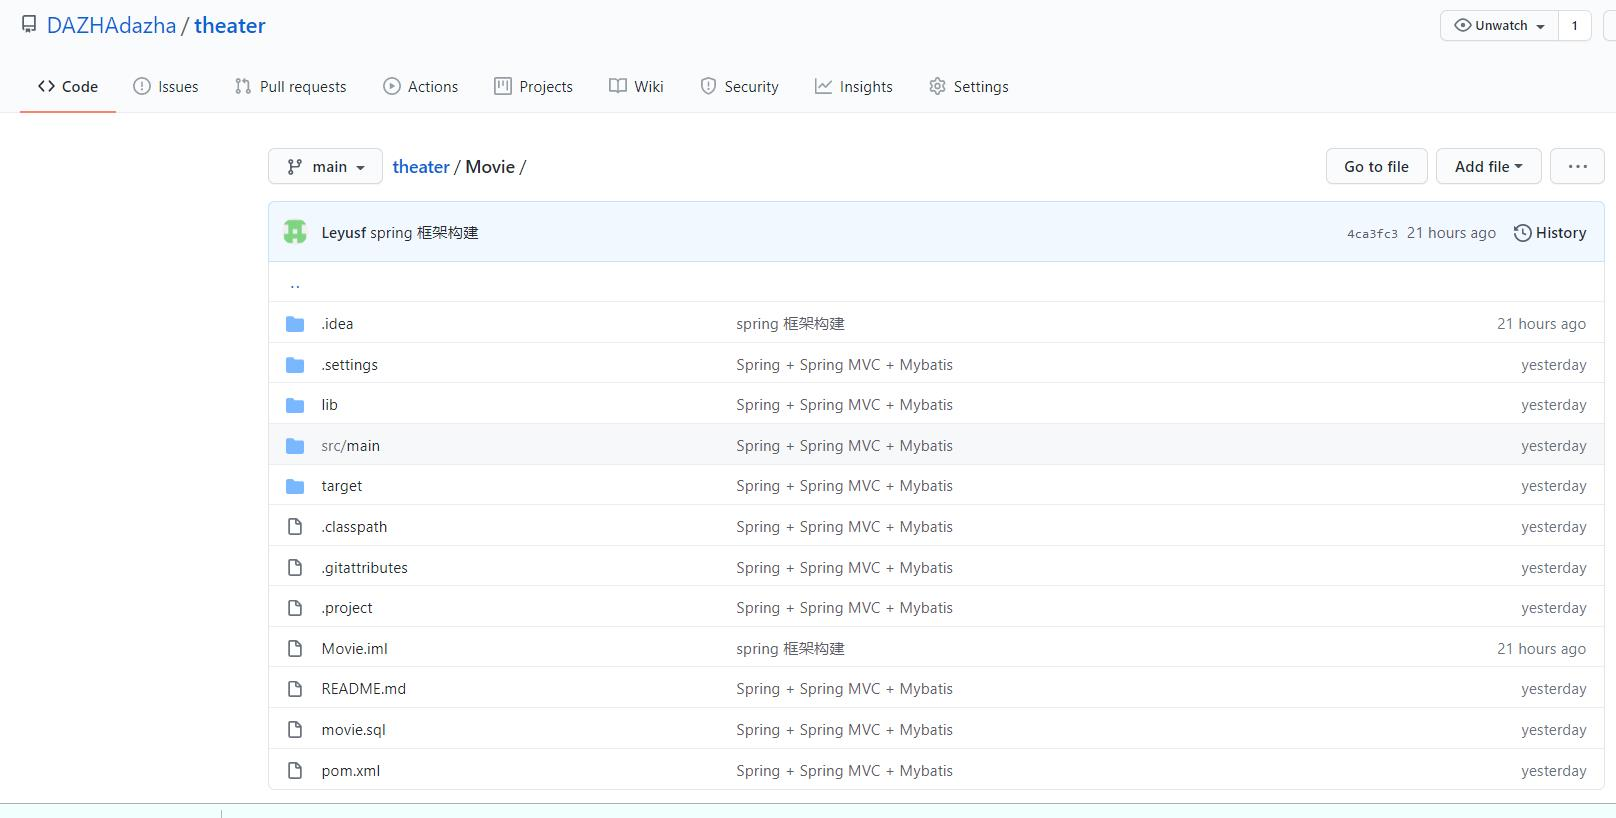 DAZHAdazha / theater
Unwatch 1
Code Issues Pull requests Actions Projects Wiki Security Insights Settings
main theater / Movie / Go to file Add file ...
Leyusf spring 框架构建 4ca3fc3 21 hours ago History
..
.idea spring 框架构建 21 hours ago
.settings Spring + Spring MVC + Mybatis yesterday
lib Spring + Spring MVC + Mybatis yesterday
src/main Spring + Spring MVC + Mybatis yesterday
target Spring + Spring MVC + Mybatis yesterday
.classpath Spring + Spring MVC + Mybatis yesterday
.gitattributes Spring + Spring MVC + Mybatis yesterday
.project Spring + Spring MVC + Mybatis yesterday
Movie.iml spring 框架构建 21 hours ago
README.md Spring + Spring MVC + Mybatis yesterday
movie.sql Spring + Spring MVC + Mybatis yesterday
pom.xml Spring + Spring MVC + Mybatis yesterday